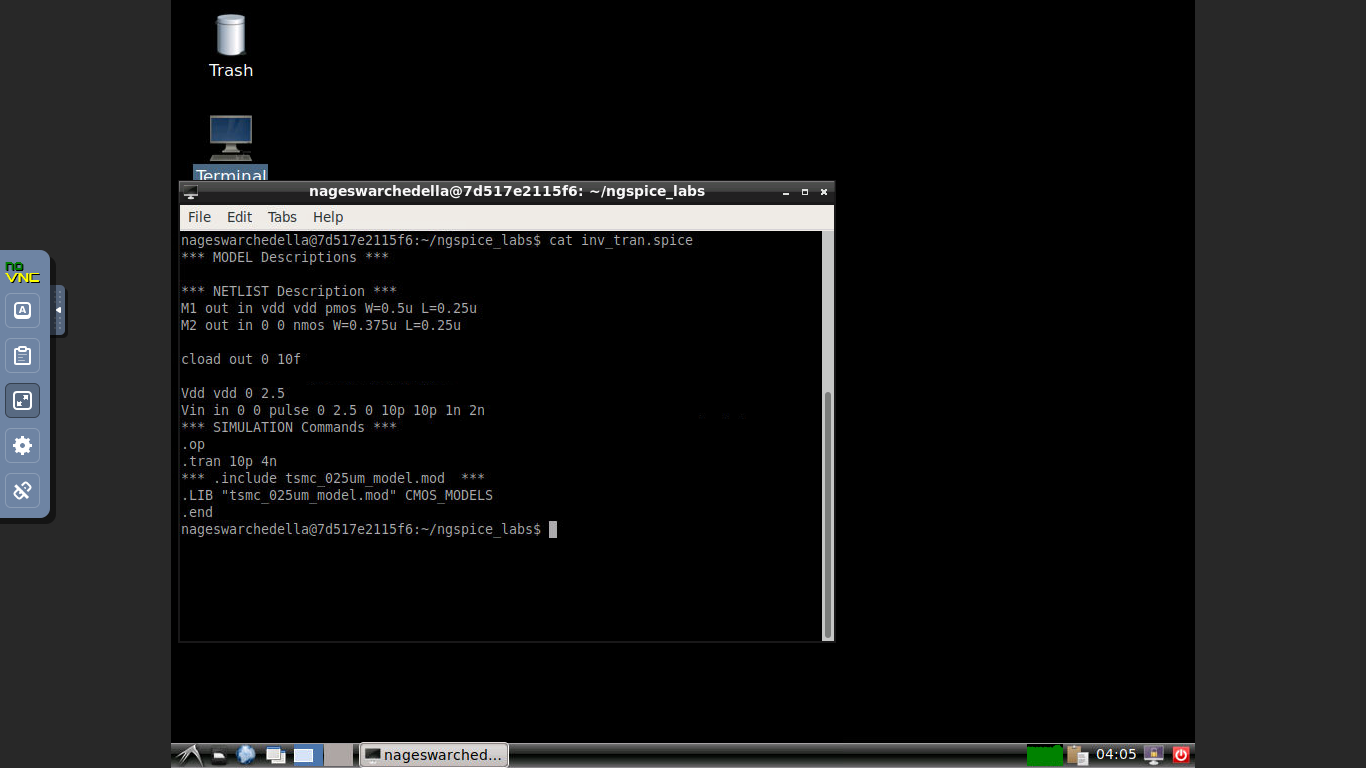 Trash
Terminal
nageswarchedella@7d517e2115f6: ~/ngspice_labs
File Edit Tabs Help
nageswarchedella@7d517e2115f6:~/ngspice_labs$ cat inv_tran.spice
*** MODEL Descriptions ***
*** NETLIST Description ***
M1 out in vdd vdd pmos W=0.5u L=0.25u
M2 out in 0 0 nmos W=0.375u L=0.25u
cload out 0 10f
Vdd vdd 0 2.5
Vin in 0 0 pulse 0 2.5 0 10p 10p 1n 2n
*** SIMULATION Commands ***
.op
.tran 10p 4n
*** .include tsmc_025um_model.mod  ***
.LIB "tsmc_025um_model.mod" CMOS_MODELS
.end
nageswarchedella@7d517e2115f6:~/ngspice_labs$
no
VNC
A
nageswarched...
04:05